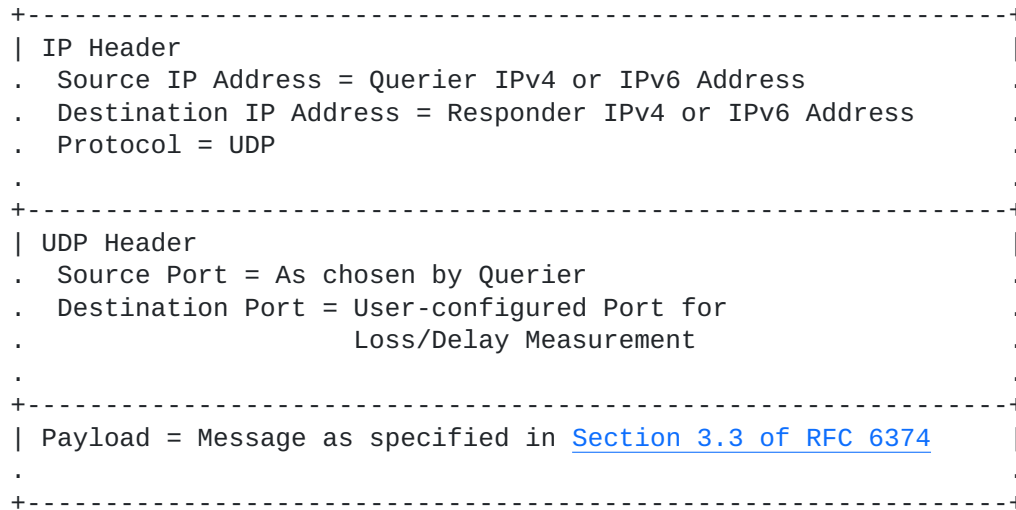 +---------------------------------------------------------------+
| IP Header                                                     |
.  Source IP Address = Querier IPv4 or IPv6 Address             .
.  Destination IP Address = Responder IPv4 or IPv6 Address      .
.  Protocol = UDP                                               .
.                                                               .
+---------------------------------------------------------------+
| UDP Header                                                    |
.  Source Port = As chosen by Querier                           .
.  Destination Port = User-configured Port for                  .
.                     Loss/Delay Measurement                    .
.                                                               .
+---------------------------------------------------------------+
| Payload = Message as specified in Section 3.3 of RFC 6374     |
.                                                               .
+---------------------------------------------------------------+